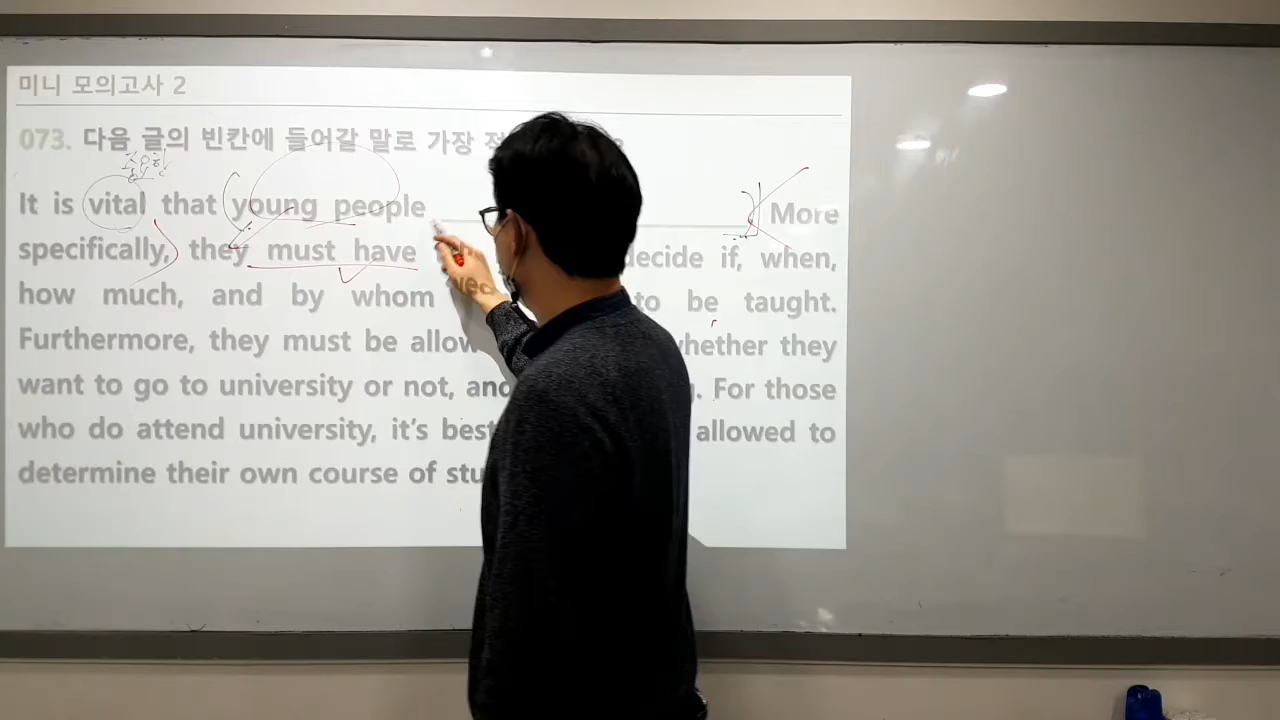 미니 모의고사 2
073. 다음 글의 빈칸에 들어갈 말로 가장
중요한
It is vital that young people More
specifically, they must have decide if, when,
how much, and by whom to be taught.
Furthermore, they must be whether they
want to go to university or not, and For those
who do attend university, it's best allowed to
determine their own course of